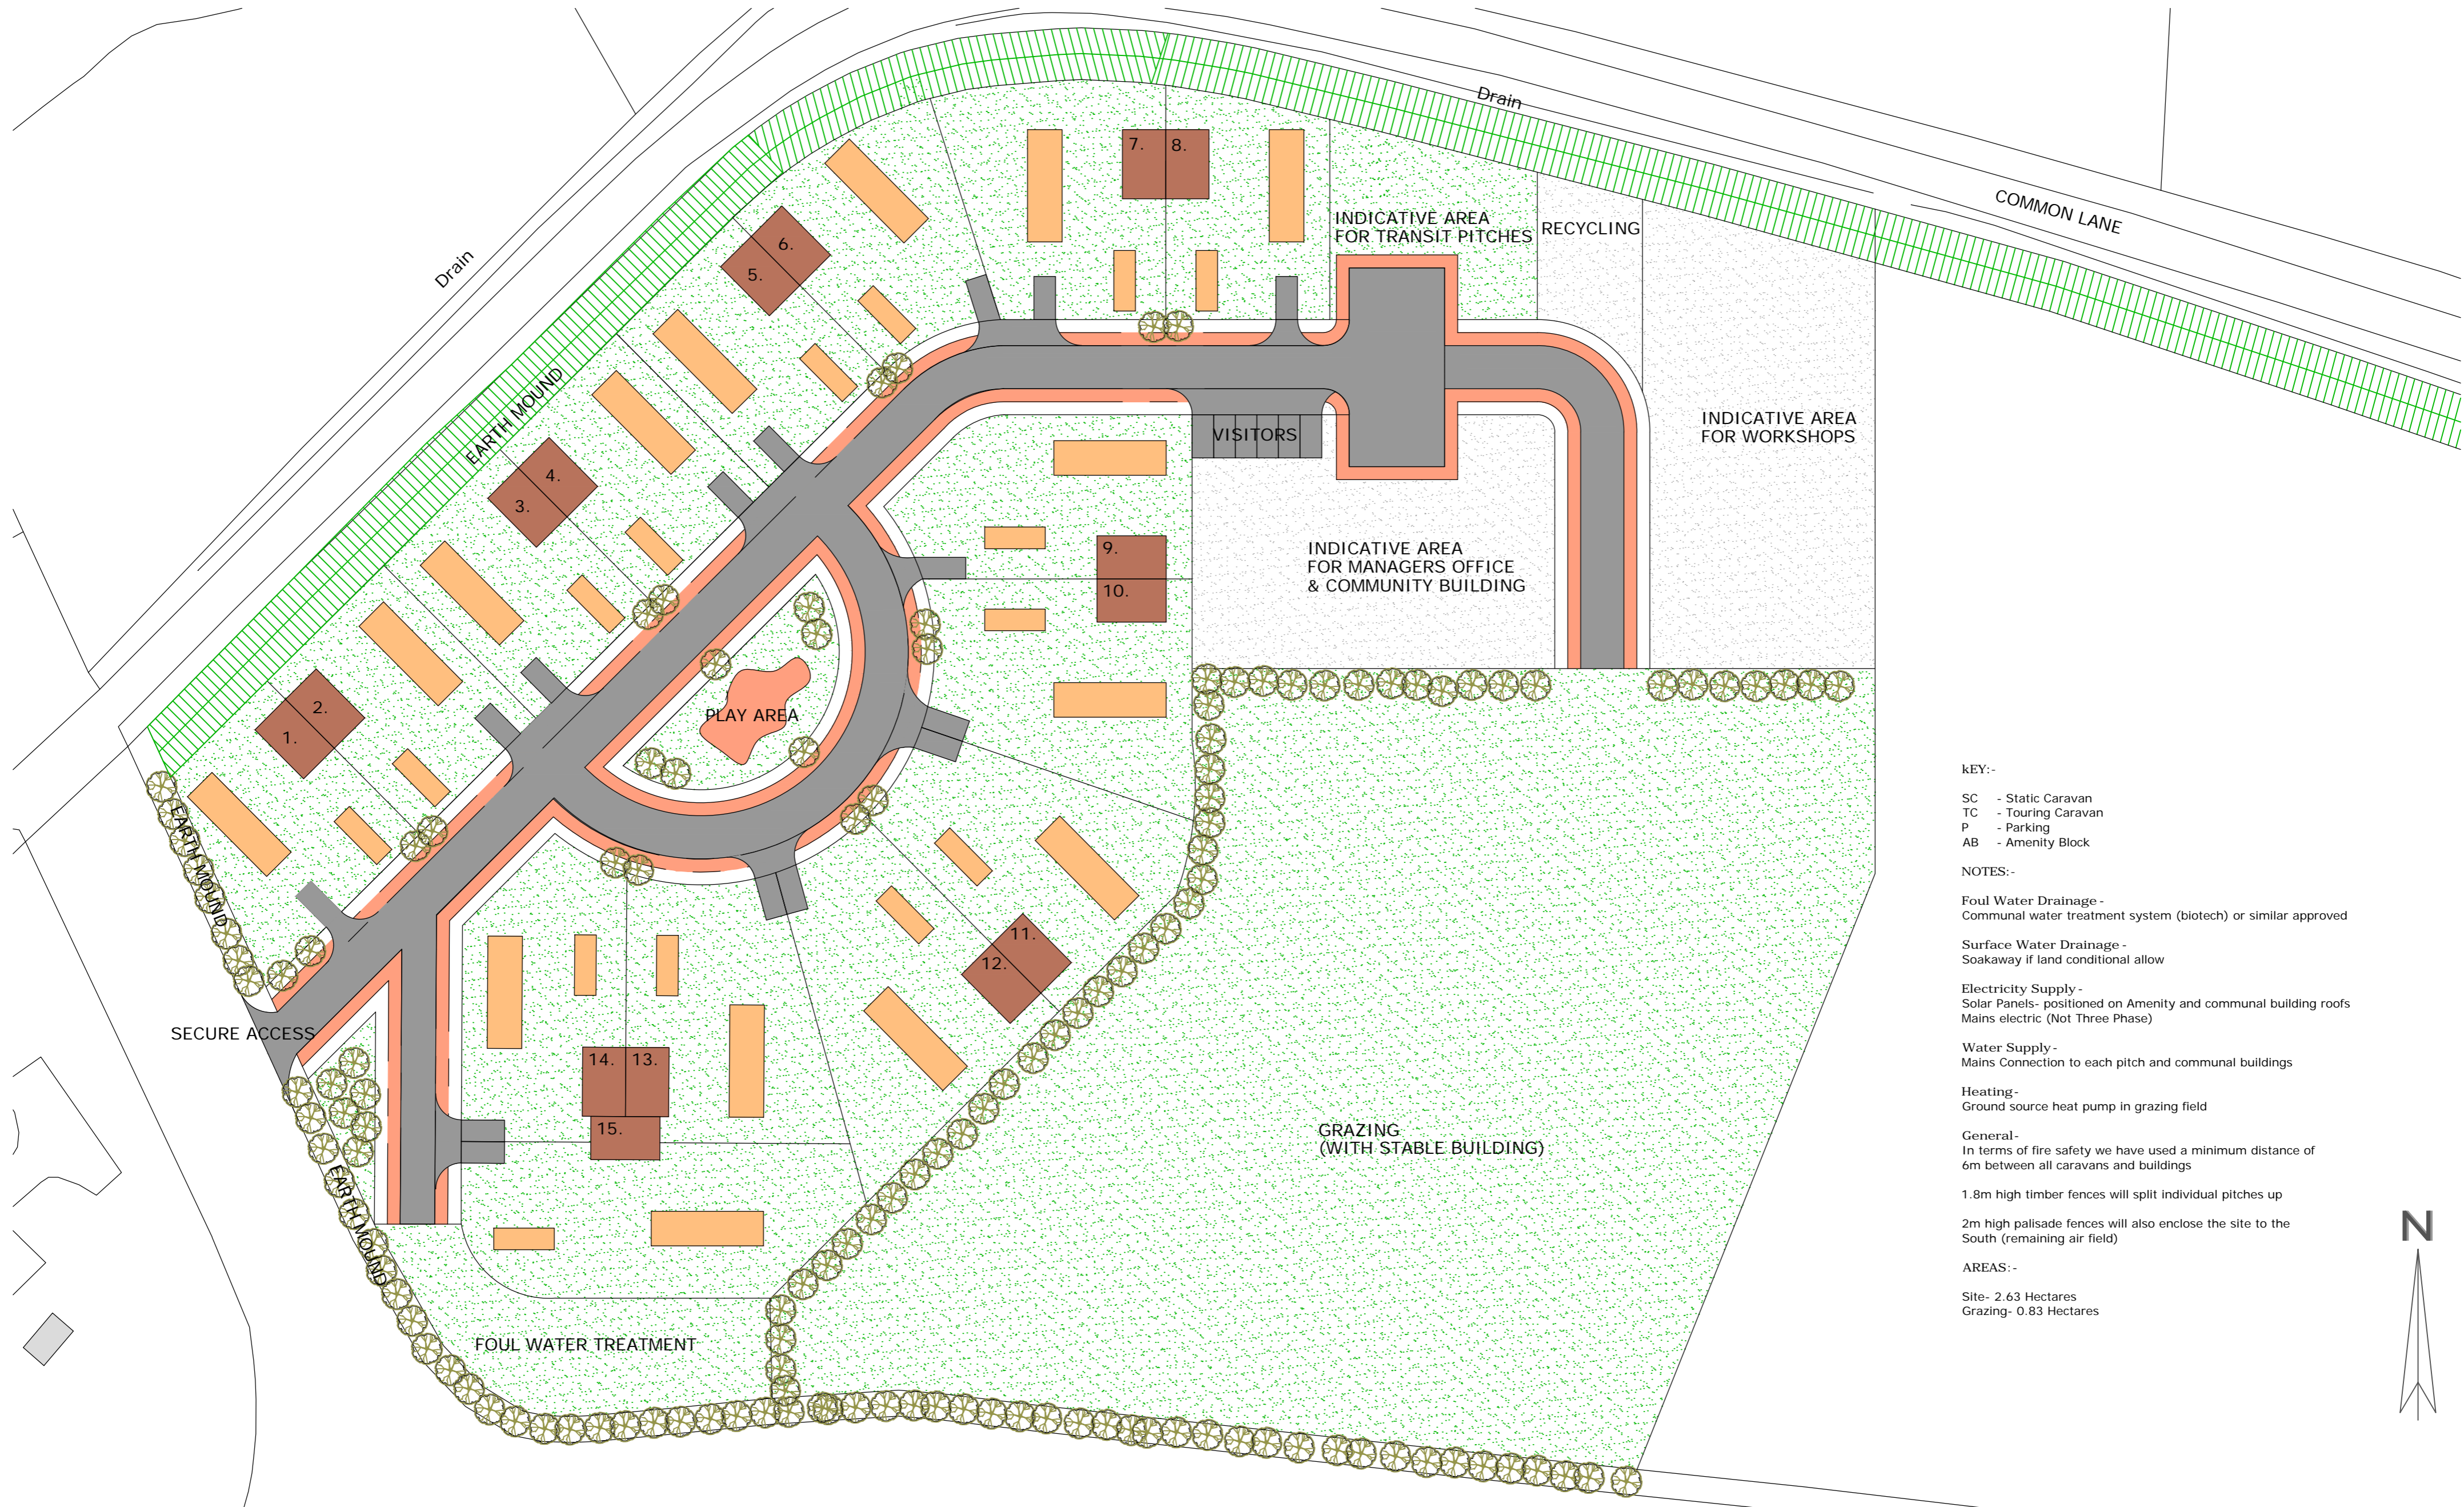 Drain
COMMON LANE
7.
8.
INDICATIVE AREA
FOR TRANSIT PITCHES
RECYCLING
6.
5.
Drain
EARTH MOUND
INDICATIVE AREA
FOR WORKSHOPS
VISITORS
4.
3.
9.
10.
INDICATIVE AREA
FOR MANAGERS OFFICE
& COMMUNITY BUILDING
2.
1.
PLAY AREA
EARTH MOUND
11.
12.
SECURE ACCESS
14.
13.
15.
GRAZING
(WITH STABLE BUILDING)
EARTH MOUND
FOUL WATER TREATMENT
kEY:-
SC - Static Caravan
TC - Touring Caravan
P - Parking
AB - Amenity Block
NOTES:-
Foul Water Drainage -
Communal water treatment system (biotech) or similar approved
Surface Water Drainage -
Soakaway if land conditional allow
Electricity Supply -
Solar Panels- positioned on Amenity and communal building roofs
Mains electric (Not Three Phase)
Water Supply -
Mains Connection to each pitch and communal buildings
Heating-
Ground source heat pump in grazing field
General-
In terms of fire safety we have used a minimum distance of
6m between all caravans and buildings
1.8m high timber fences will split individual pitches up
2m high palisade fences will also enclose the site to the
South (remaining air field)
AREAS:-
Site- 2.63 Hectares
Grazing- 0.83 Hectares
N